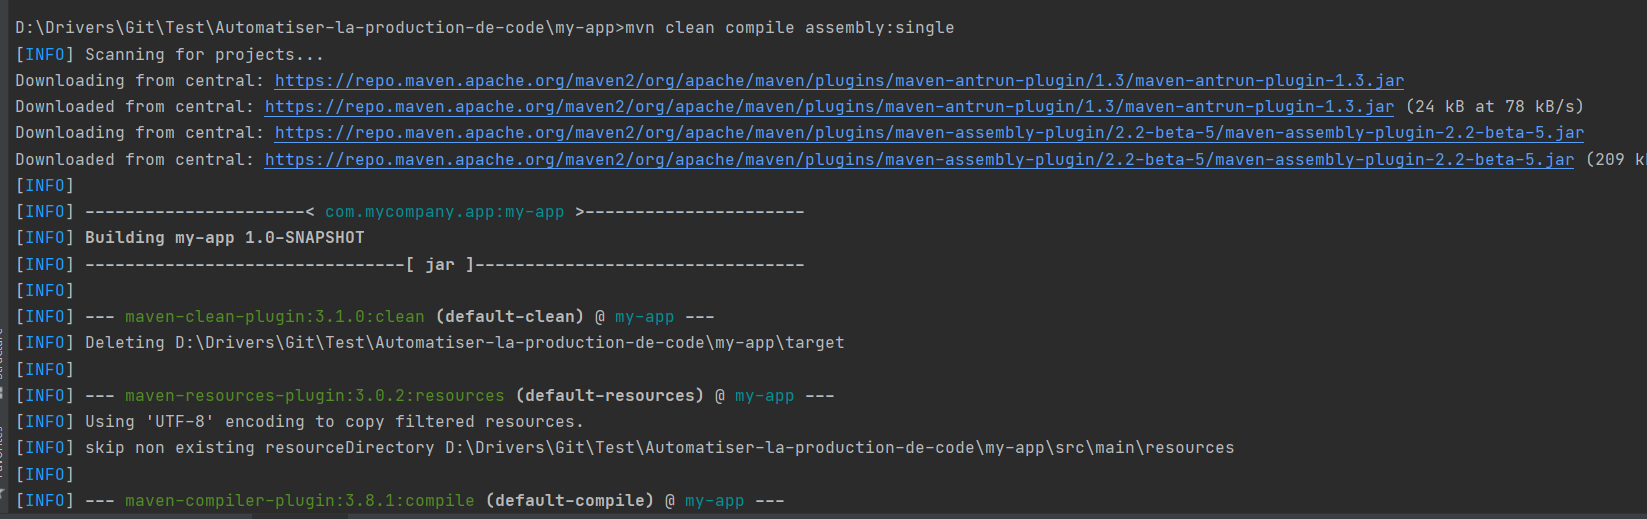 D:\Drivers\Git\Test\Automatiser-la-production-de-code\my-app>mvn clean compile assembly:single
[INFO] Scanning for projects...
Downloading from central: https://repo.maven.apache.org/maven2/org/apache/maven/plugins/maven-antrun-plugin/1.3/maven-antrun-plugin-1.3.jar
Downloaded from central: https://repo.maven.apache.org/maven2/org/apache/maven/plugins/maven-antrun-plugin/1.3/maven-antrun-plugin-1.3.jar (24 kB at 78 kB/s)
Downloading from central: https://repo.maven.apache.org/maven2/org/apache/maven/plugins/maven-assembly-plugin/2.2-beta-5/maven-assembly-plugin-2.2-beta-5.jar
Downloaded from central: https://repo.maven.apache.org/maven2/org/apache/maven/plugins/maven-assembly-plugin/2.2-beta-5/maven-assembly-plugin-2.2-beta-5.jar (209 k
[INFO]
[INFO] ----------------------< com.mycompany.app:my-app >----------------------
[INFO] Building my-app 1.0-SNAPSHOT
[INFO] --------------------------------[ jar ]---------------------------------
[INFO]
[INFO] --- maven-clean-plugin:3.1.0:clean (default-clean) @ my-app ---
[INFO] Deleting D:\Drivers\Git\Test\Automatiser-la-production-de-code\my-app\target
[INFO]
[INFO] --- maven-resources-plugin:3.0.2:resources (default-resources) @ my-app ---
[INFO] Using 'UTF-8' encoding to copy filtered resources.
[INFO] skip non existing resourceDirectory D:\Drivers\Git\Test\Automatiser-la-production-de-code\my-app\src\main\resources
[INFO]
[INFO] --- maven-compiler-plugin:3.8.1:compile (default-compile) @ my-app ---